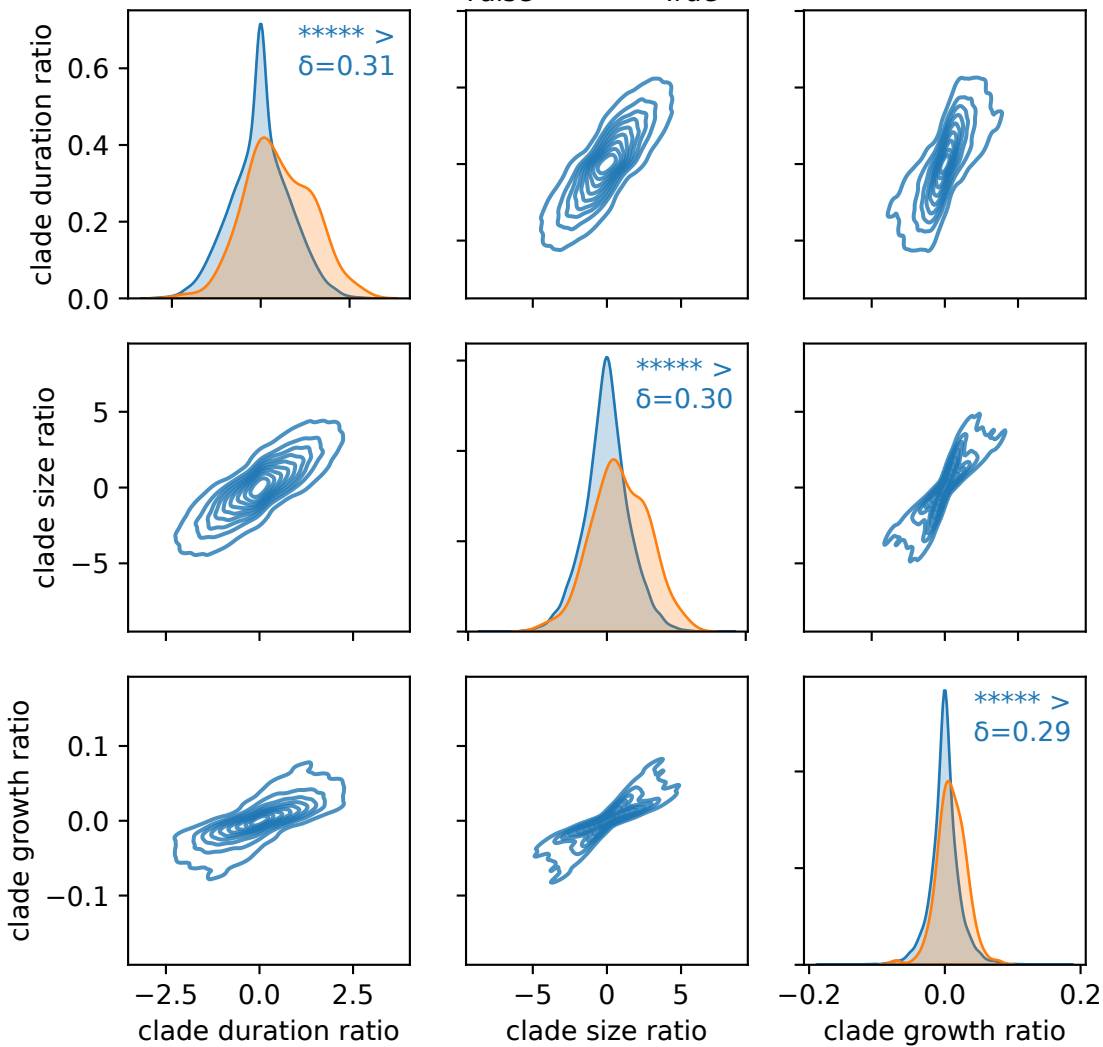 ***** >
δ=0.31
clade duration ratio
0.6
0.4
0.2
0.0
***** >
δ=0.30
clade size ratio
5
0
−5
***** >
δ=0.29
clade growth ratio
0.1
0.0
−0.1
−2.5 0.0 2.5
−5 0 5
−0.2 0.0 0.2
clade duration ratio
clade size ratio
clade growth ratio